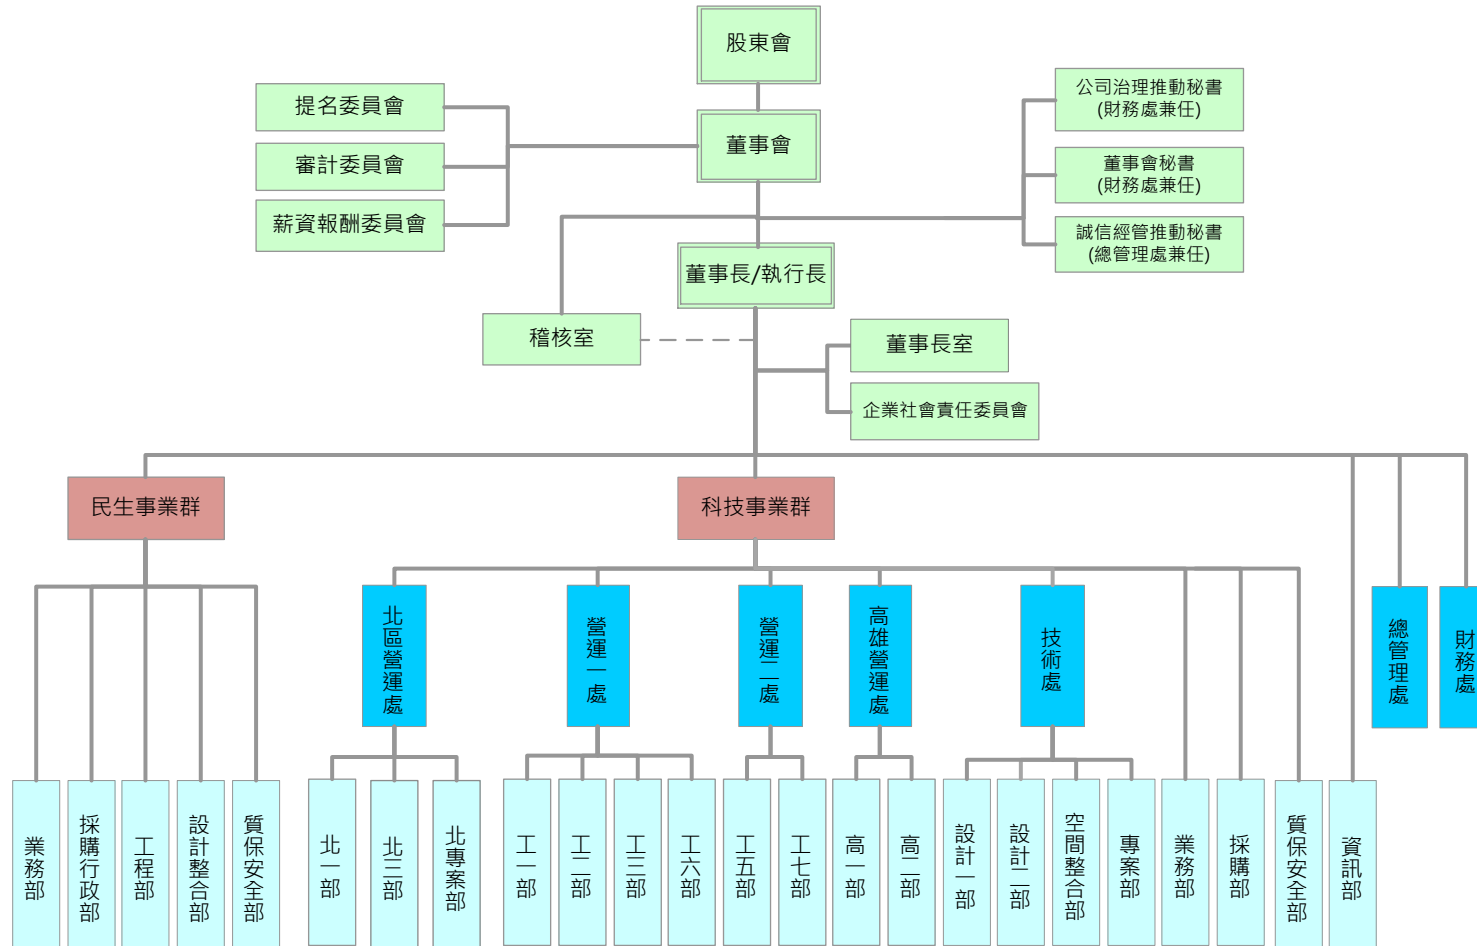 股東會
提名委員會
審計委員會
薪資報酬委員會
董事會
公司治理推動秘書
(財務處兼任)
董事會秘書
(財務處兼任)
誠信經管推動秘書
(總管理處兼任)
董事長/執行長
稽核室
董事長室
企業社會責任委員會
民生事業群
科技事業群
北區營運處
營運一處
營運二處
高雄營運處
技術處
總管理處
財務處
業務部
採購行政部
工程部
設計整合部
質保安全部
北一部
北三部
北專案部
工一部
工二部
工三部
工六部
工五部
工七部
高一部
高二部
設計一部
設計二部
空間整合部
專案部
業務部
採購部
質保安全部
資訊部